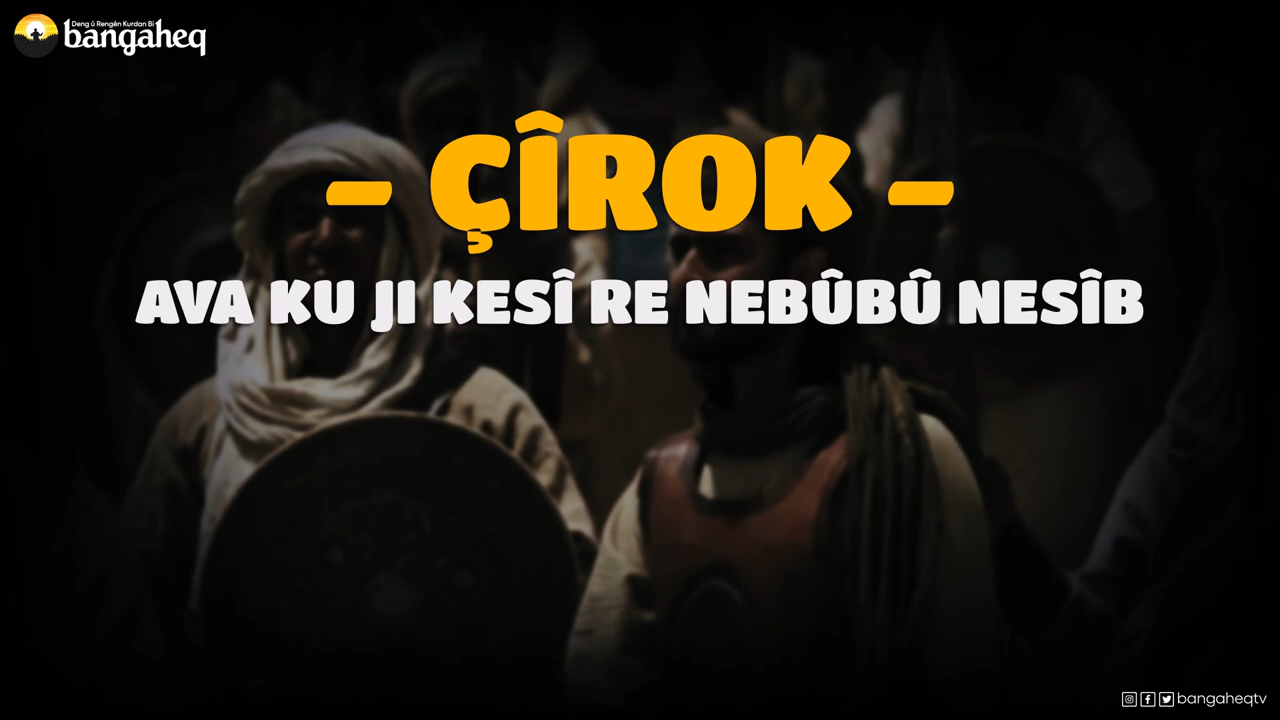 Deng û Rengên Kurdan Bi
bangaheq
- ÇÎROK -
AVA KU JI KESÎ RE NEBÛBÛ NESÎB
bangaheqtv